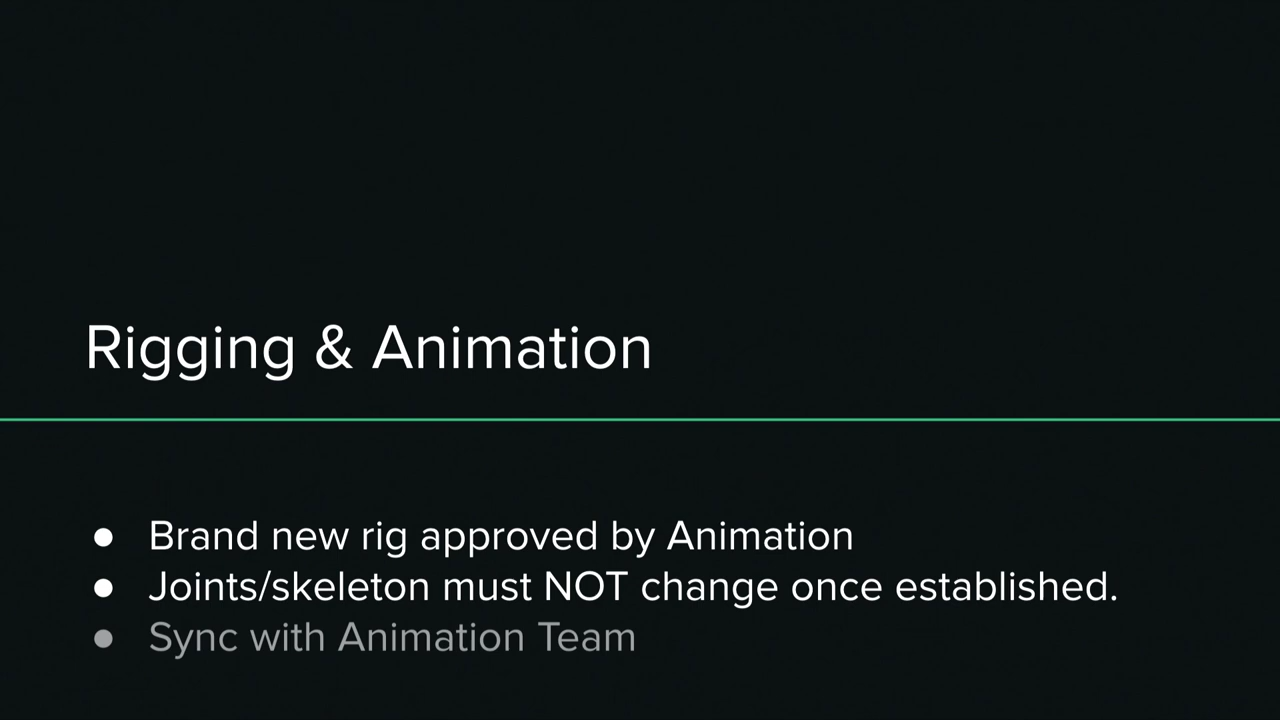 Rigging & Animation
● Brand new rig approved by Animation
● Joints/skeleton must NOT change once established.
● Sync with Animation Team